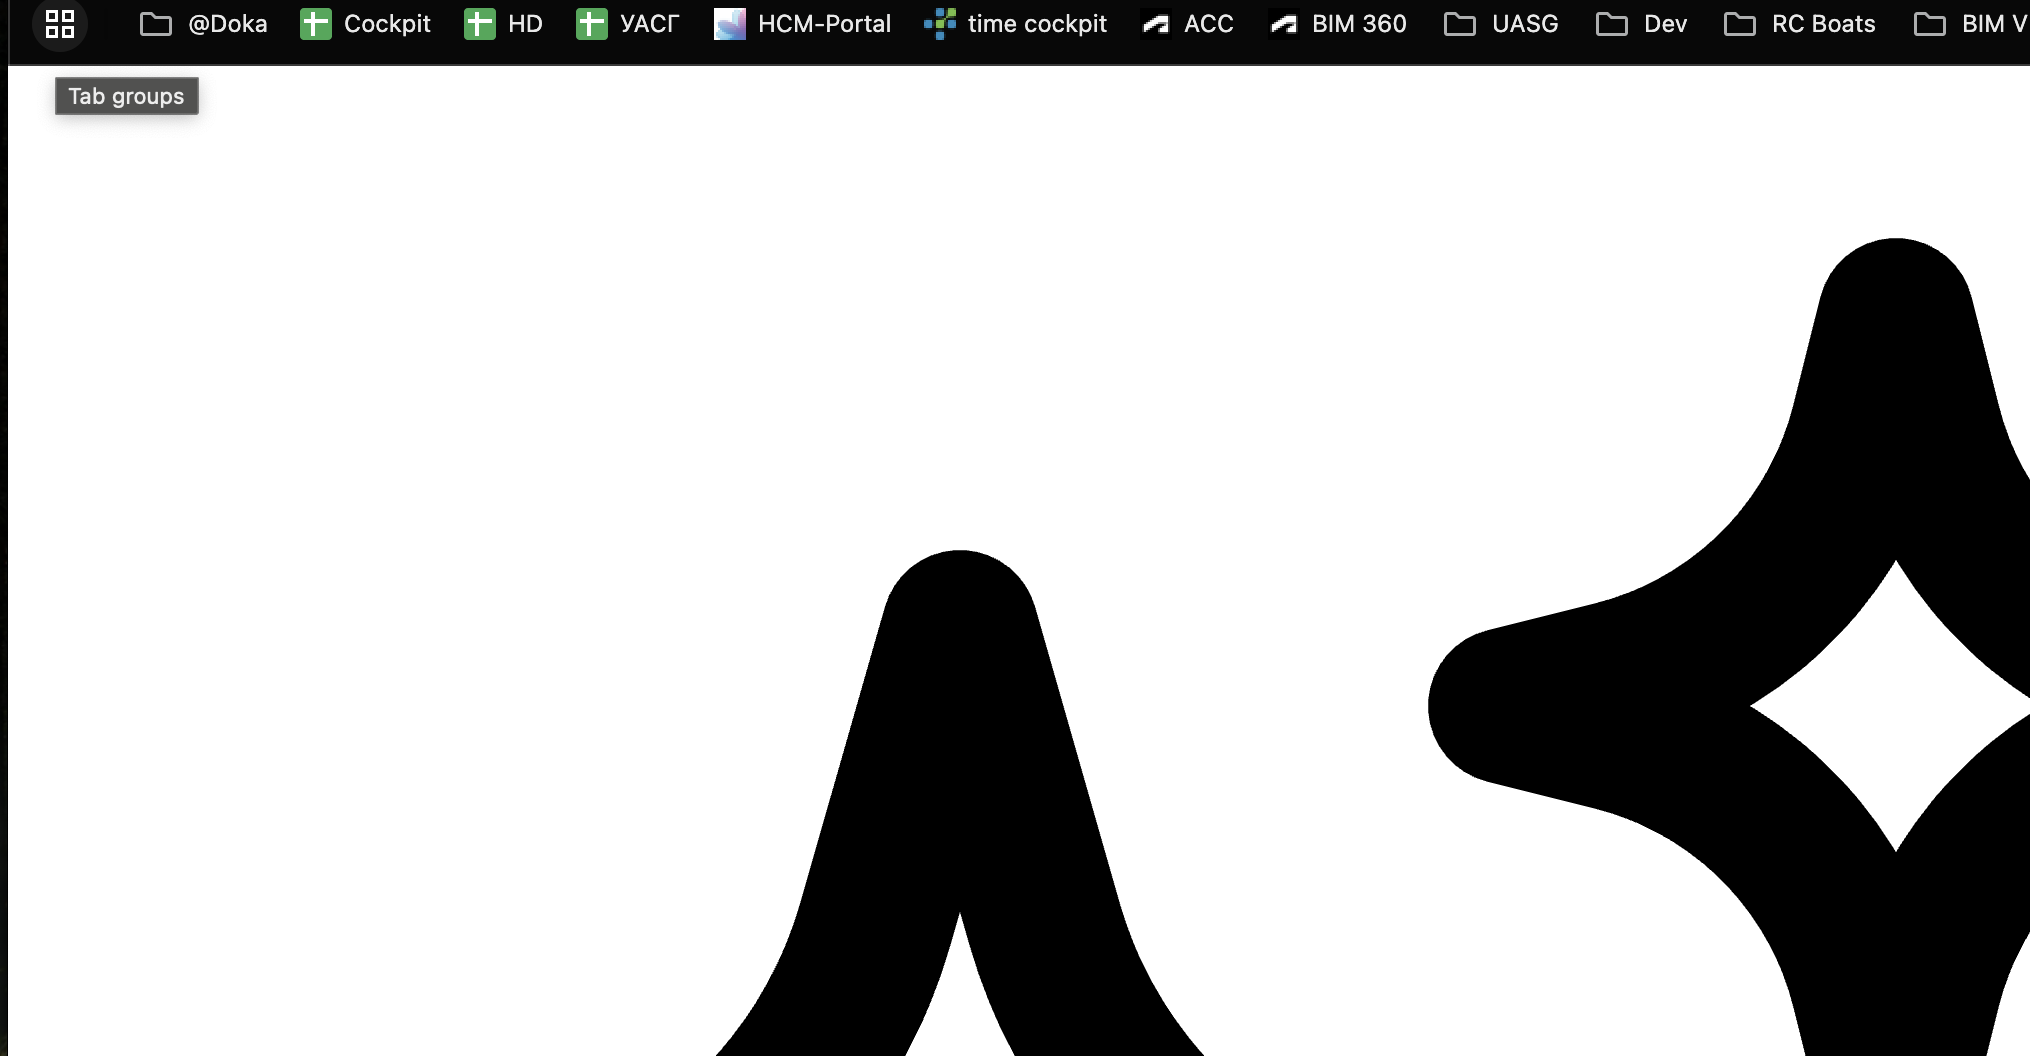 @Doka Cockpit HD УАСГ HCM-Portal time cockpit ACC BIM 360 UASG Dev RC Boats BIM V
Tab groups